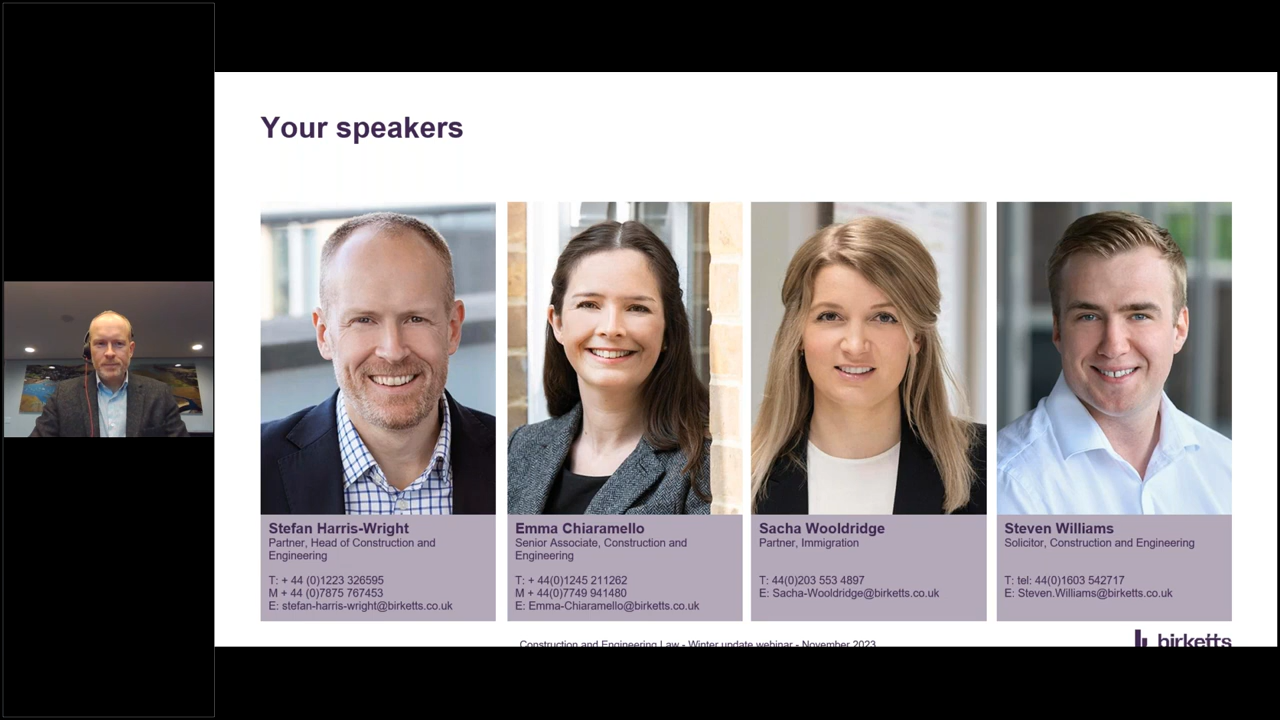 Your speakers
Stefan Harris-Wright
Partner, Head of Construction and
Engineering
T: + 44 (0)1223 326595
M + 44 (0)7875 767453
E: stefan-harris-wright@birketts.co.uk
Emma Chiaramello
Senior Associate, Construction and
Engineering
T: + 44(0)1245 211262
M + 44(0)7749 941480
E: Emma-Chiaramello@birketts.co.uk
Sacha Wooldridge
Partner, Immigration
T: 44(0)203 553 4897
E: Sacha-Wooldridge@birketts.co.uk
Steven Williams
Solicitor, Construction and Engineering
T: tel: 44(0)1603 542717
E: Steven.Williams@birketts.co.uk
Construction and Engineering Law - Winter update webinar - November 2023
birketts